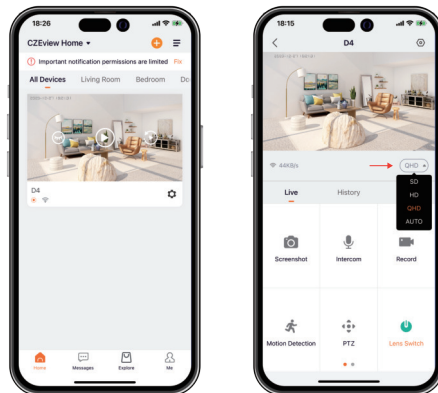 18:26
CZEview Home
Important notification permissions are limited Fix
All Devices Living Room Bedroom Do
D4
Home Messages Explore Me
18:15
D4
44KB/s
QHD
SD
HD
QHD
AUTO
Live History
Screenshot Intercom Record
Motion Detection PTZ Lens Switch